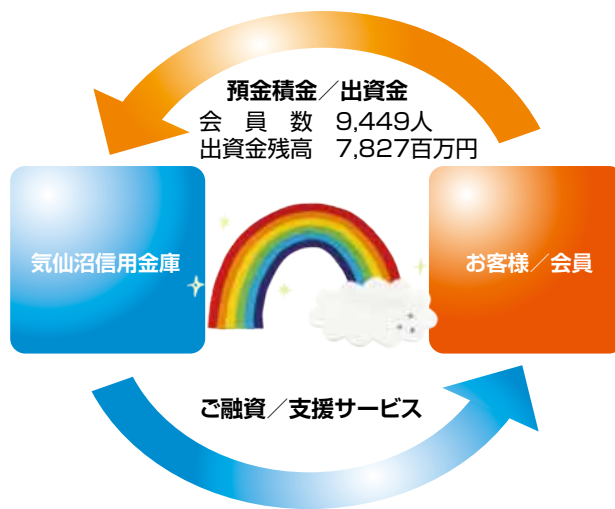 預金積金／出資金
会　員　数　9,449人
出資金残高　7,827百万円
気仙沼信用金庫
お客様／会員
ご融資／支援サービス